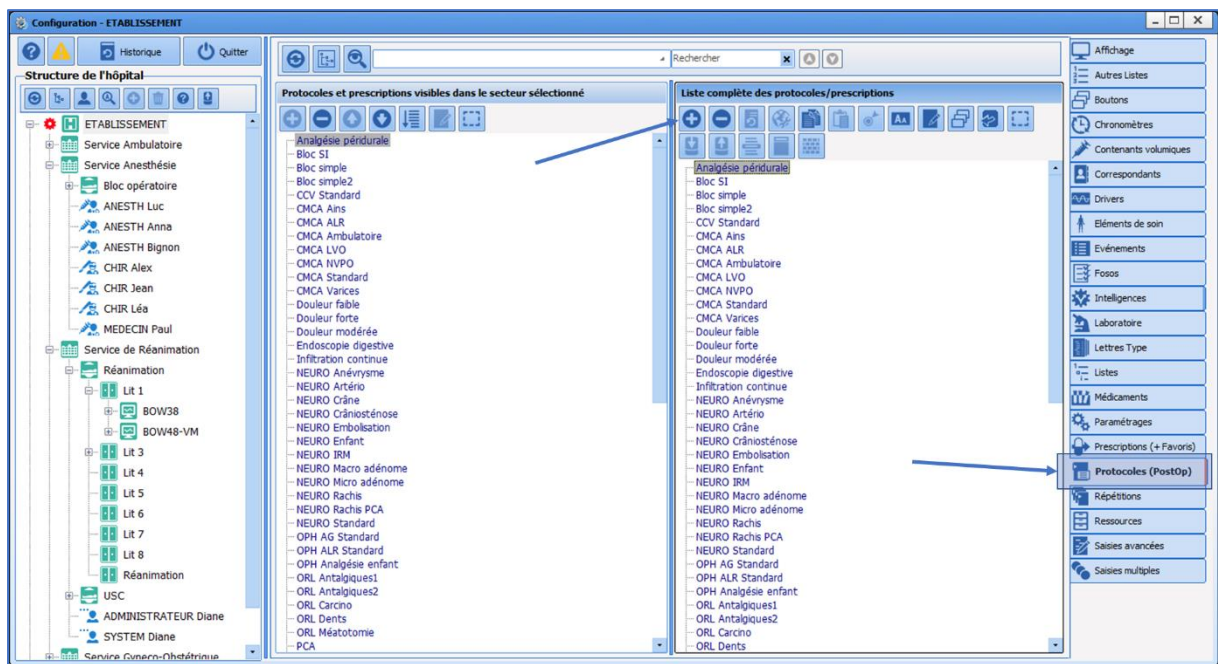 Configuration - ETABLISSEMENT
Historique
Quitter
Structure de l'hôpital
ETABLISSEMENT
Service Ambulatoire
Service Anesthésie
Bloc opératoire
ANESTH Luc
ANESTH Anna
ANESTH Bignon
CHIR Alex
CHIR Jean
CHIR Léa
MEDECIN Paul
Service de Réanimation
Réanimation
Lit 1
BOW38
BOW48-VM
Lit 3
Lit 4
Lit 5
Lit 6
Lit 7
Lit 8
Réanimation
USC
ADMINISTRATEUR Diane
SYSTEM Diane
Service Gyneco-Obstétrique
Rechercher
Protocoles et prescriptions visibles dans le secteur sélectionné
Analgésie péridurale
Bloc SI
Bloc simple
Bloc simple2
CCV Standard
CMCA Ains
CMCA ALR
CMCA Ambulatoire
CMCA LVO
CMCA NVPO
CMCA Standard
CMCA Varices
Douleur faible
Douleur forte
Douleur modérée
Endoscopie digestive
Infiltration continue
NEURO Anévrysme
NEURO Artério
NEURO Crâne
NEURO Crâniosténose
NEURO Embolisation
NEURO Enfant
NEURO IRM
NEURO Macro adénome
NEURO Micro adénome
NEURO Rachis
NEURO Rachis PCA
NEURO Standard
OPH AG Standard
OPH ALR Standard
OPH Analgésie enfant
ORL Antalgiques1
ORL Antalgiques2
ORL Carcino
ORL Dents
ORL Méatotomie
PCA
Liste complète des protocoles/prescriptions
Aa
Analgésie péridurale
Bloc SI
Bloc simple
Bloc simple2
CCV Standard
CMCA Ains
CMCA ALR
CMCA Ambulatoire
CMCA LVO
CMCA NVPO
CMCA Standard
CMCA Varices
Douleur faible
Douleur forte
Douleur modérée
Endoscopie digestive
Infiltration continue
NEURO Anévrysme
NEURO Artério
NEURO Crâne
NEURO Crâniosténose
NEURO Embolisation
NEURO Enfant
NEURO IRM
NEURO Macro adénome
NEURO Micro adénome
NEURO Rachis
NEURO Rachis PCA
NEURO Standard
OPH AG Standard
OPH ALR Standard
OPH Analgésie enfant
ORL Antalgiques1
ORL Antalgiques2
ORL Carcino
ORL Dents
Affichage
Autres Listes
Boutons
Chronomètres
Contenants volumiques
Correspondants
Drivers
Eléments de soin
Evénements
Fosos
Intelligences
Laboratoire
Lettres Type
Listes
Médicaments
Paramétrages
Prescriptions (+ Favoris)
Protocoles (PostOp)
Répétitions
Ressources
Saisies avancées
Saisies multiples